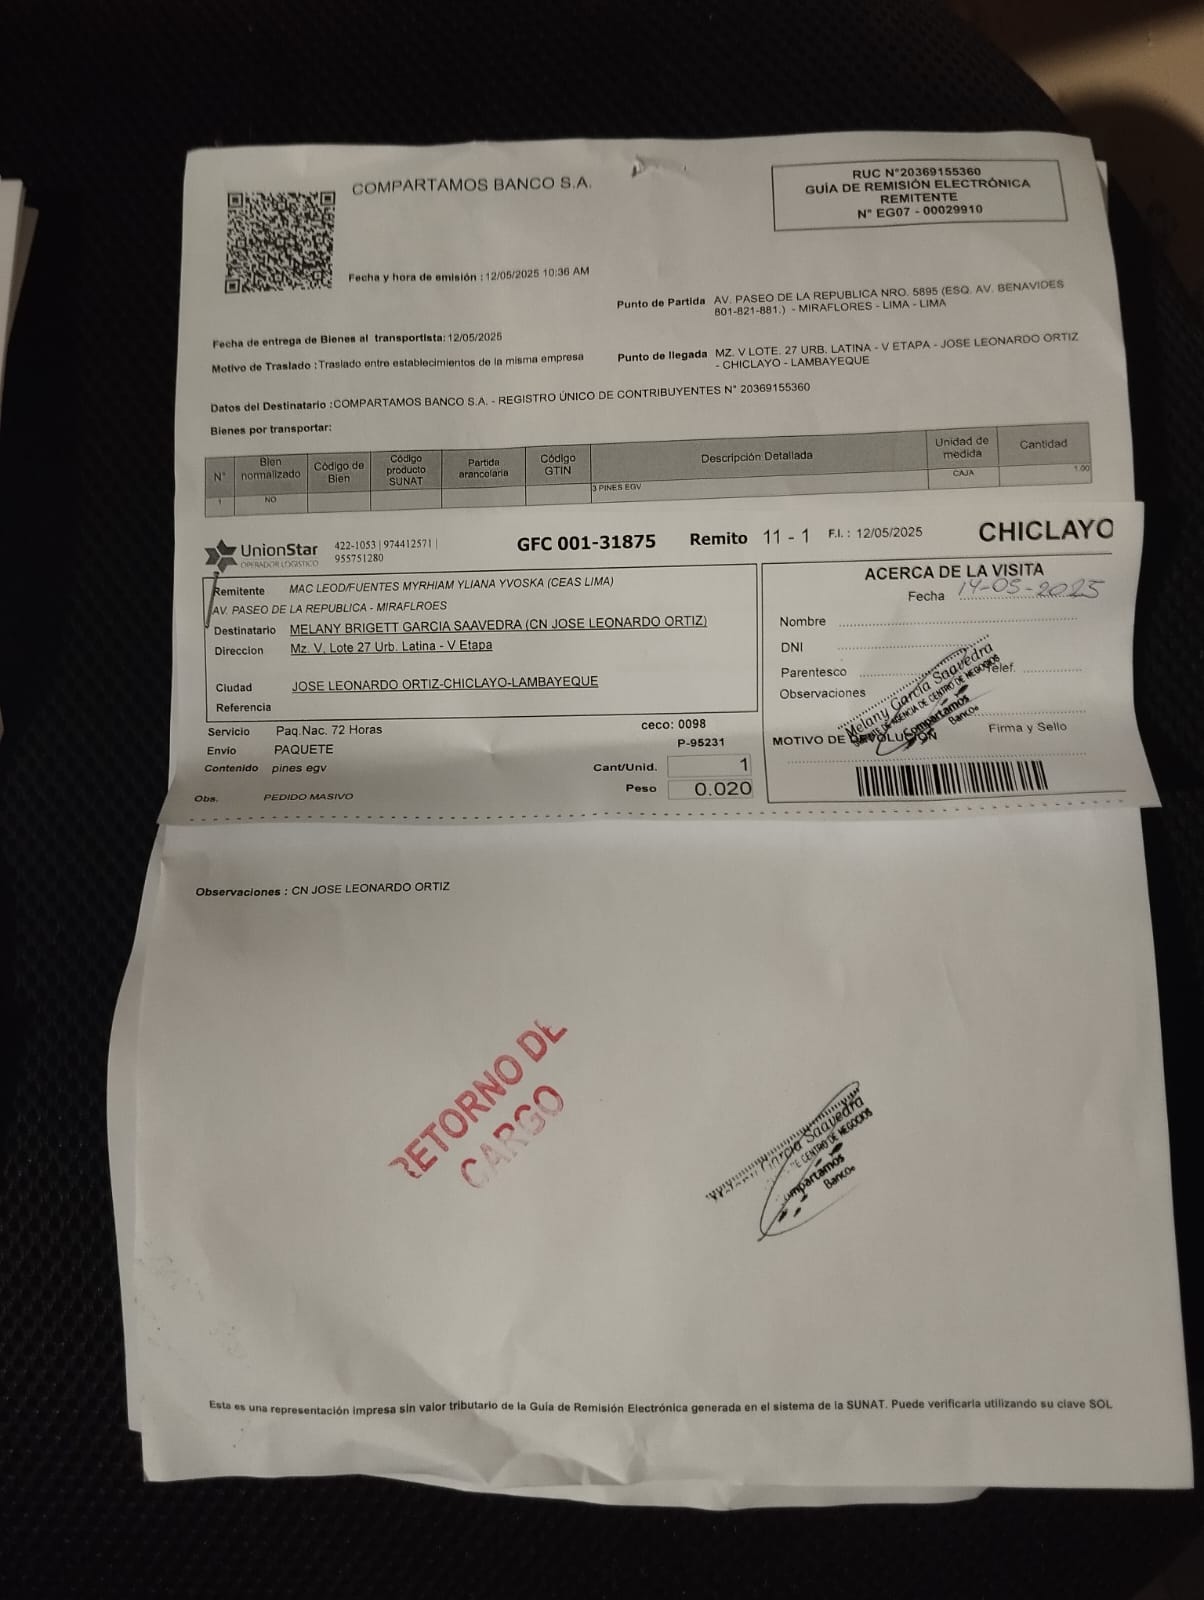 COMPARTAMOS BANCO S.A.
RUC N°20369155360
GUÍA DE REMISIÓN ELECTRÓNICA
REMITENTE
N° EG07 - 00029910
Fecha y hora de emisión : 12/05/2025 10:36 AM
Punto de Partida AV. PASEO DE LA REPUBLICA NRO. 5895 (ESQ. AV. BENAVIDES
801-821-881.) - MIRAFLORES - LIMA - LIMA
Fecha de entrega de Bienes al transportista: 12/05/2025
Motivo de Traslado : Traslado entre establecimientos de la misma empresa
Punto de llegada MZ. V LOTE. 27 URB. LATINA - V ETAPA - JOSE LEONARDO ORTIZ
- CHICLAYO - LAMBAYEQUE
Datos del Destinatario :COMPARTAMOS BANCO S.A. - REGISTRO ÚNICO DE CONTRIBUYENTES N° 20369155360
Bienes por transportar:
N° Bien normalizado Código de Bien Código producto SUNAT Partida arancelaria Código GTIN Descripción Detallada Unidad de medida Cantidad
1 NO 3 PINES EGV CAJA 1.00
UnionStar
OPERADOR LOGISTICO
422-1053 | 974412571 |
955751280
GFC 001-31875 Remito 11 - 1 F.I. : 12/05/2025 CHICLAYO
Remitente MAC LEOD/FUENTES MYRHIAM YLIANA YVOSKA (CEAS LIMA)
AV. PASEO DE LA REPUBLICA - MIRAFLROES
Destinatario MELANY BRIGETT GARCIA SAAVEDRA (CN JOSE LEONARDO ORTIZ)
Direccion Mz. V, Lote 27 Urb. Latina - V Etapa
Ciudad JOSE LEONARDO ORTIZ-CHICLAYO-LAMBAYEQUE
Referencia
Servicio Paq.Nac. 72 Horas ceco: 0098
Envio PAQUETE P-95231
Contenido pines egv Cant/Unid. 1
Peso 0.020
Obs. PEDIDO MASIVO
ACERCA DE LA VISITA
Fecha 14-05-2025
Nombre
DNI
Parentesco Telef.
Observaciones
Melany García Saavedra
DE AGENCIA DE CENTRO DE NEGOCIOS
Compartamos
Banco
MOTIVO DE DEVOLUCIÓN
Firma y Sello
Observaciones : CN JOSE LEONARDO ORTIZ
RETORNO DE
CARGO
García Saavedra
E CENTRO DE NEGOCIOS
mpartamos
Banco
Esta es una representación impresa sin valor tributario de la Guía de Remisión Electrónica generada en el sistema de la SUNAT. Puede verificarla utilizando su clave SOL